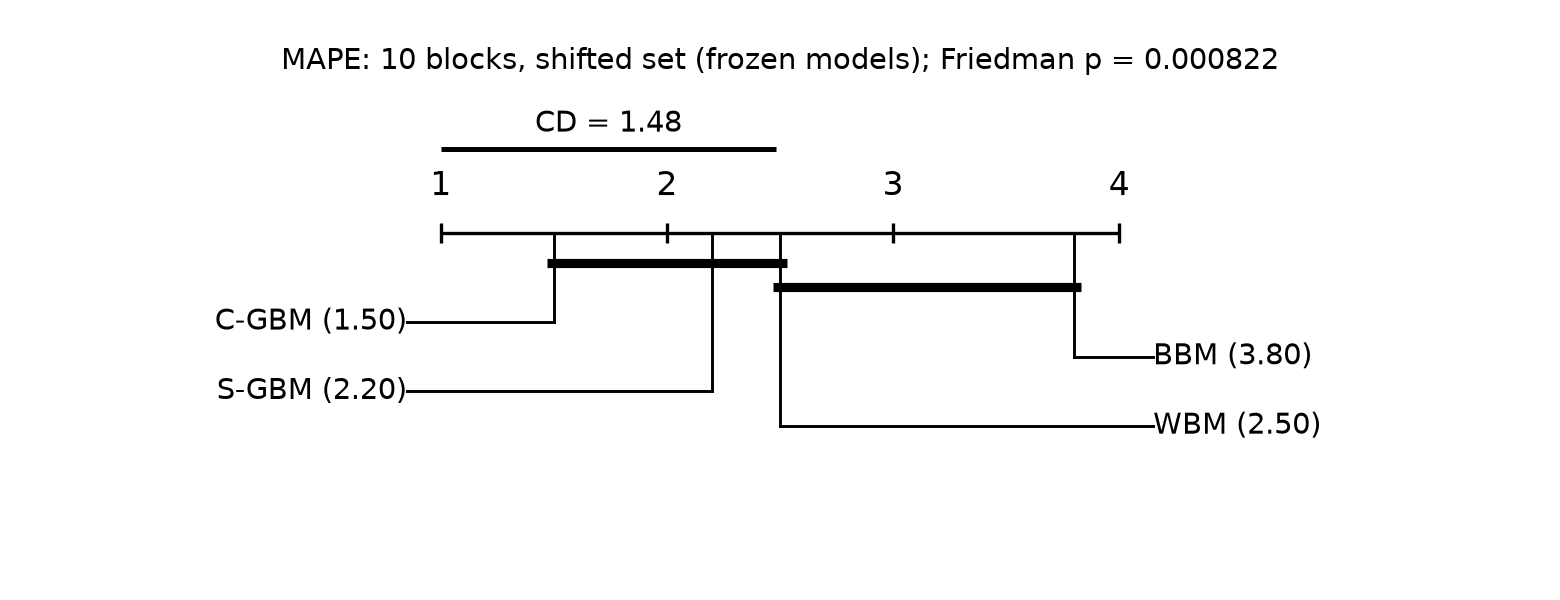 MAPE: 10 blocks, shifted set (frozen models); Friedman p = 0.000822
CD = 1.48
1 2 3 4
C-GBM (1.50)
BBM (3.80)
S-GBM (2.20)
WBM (2.50)